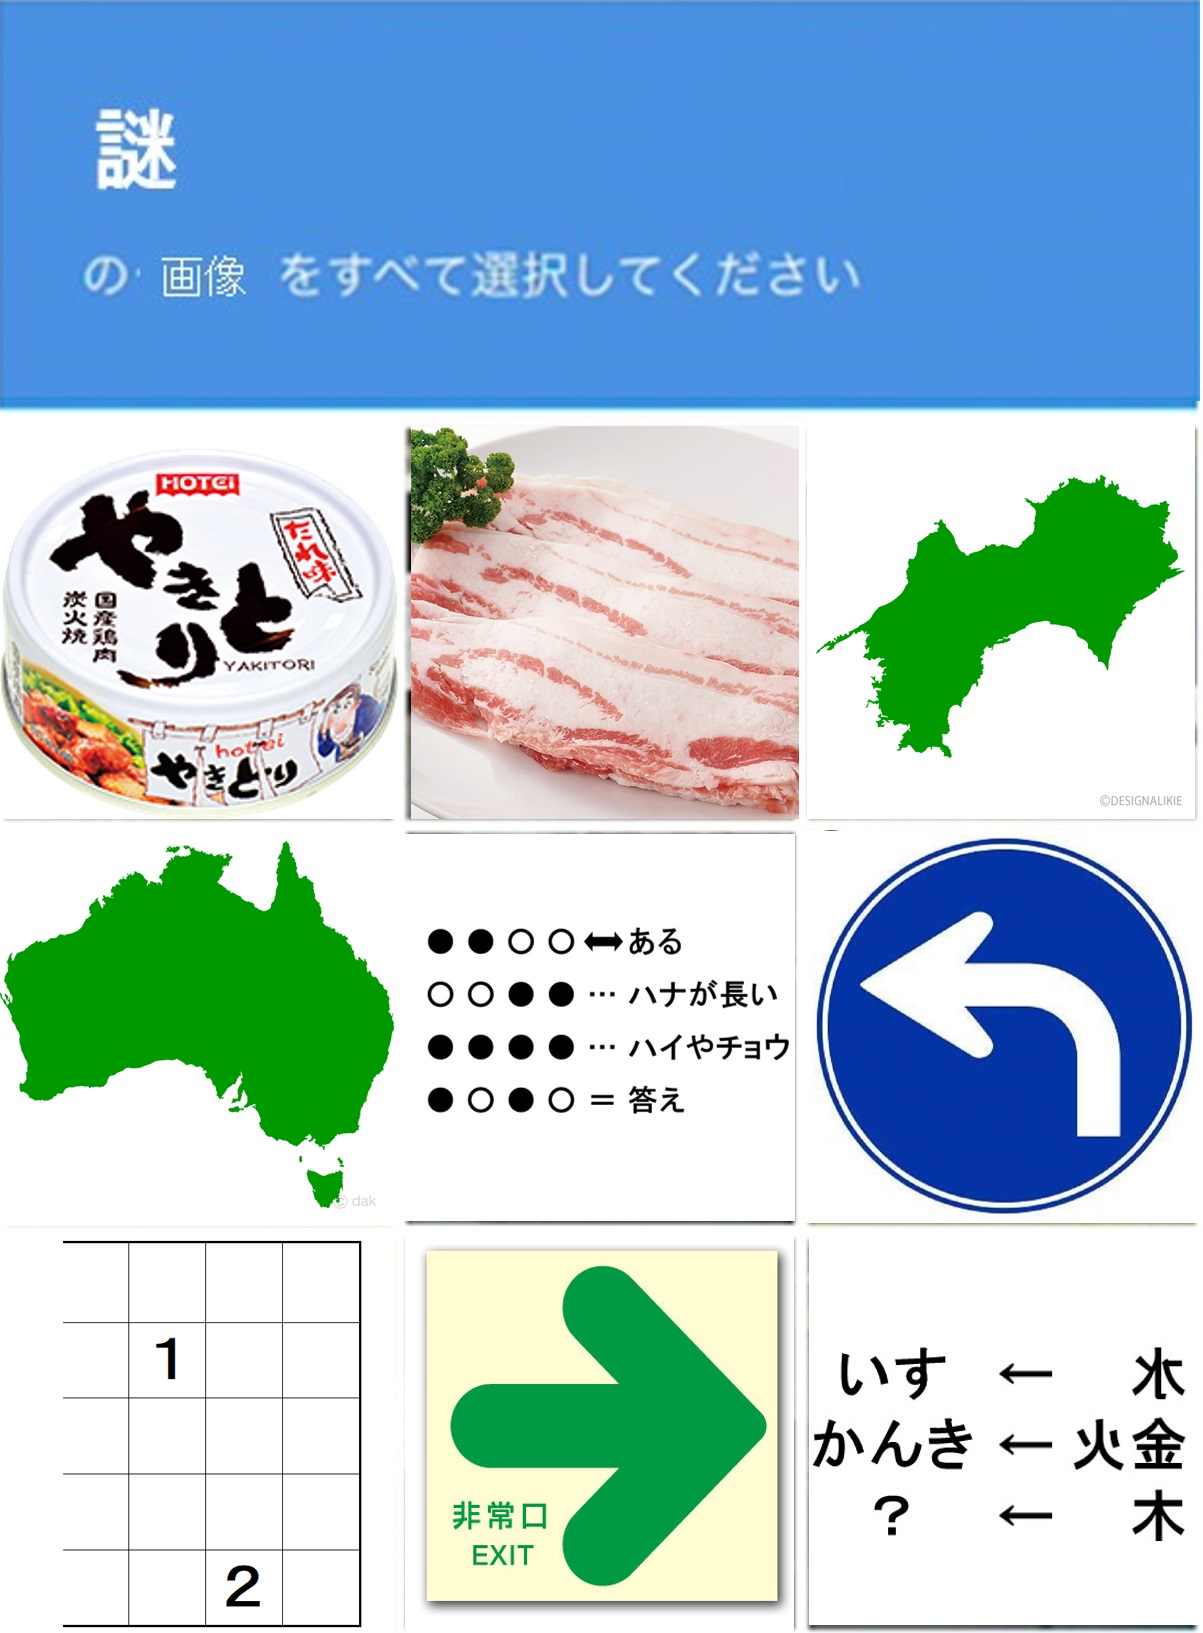 謎
の 画像 をすべて選択してください
HOTEi
やきとり
たれ味
国産鶏肉
炭火焼
YAKITORI
hotei
やきとり
©DESIGNALIKIE
© dak
●●○○⬌ある
○○●●…ハナが長い
●●●●…ハイやチョウ
●○●○＝答え
1
2
非常口
EXIT
いす ← 水
かんき ← 火金
？ ← 木